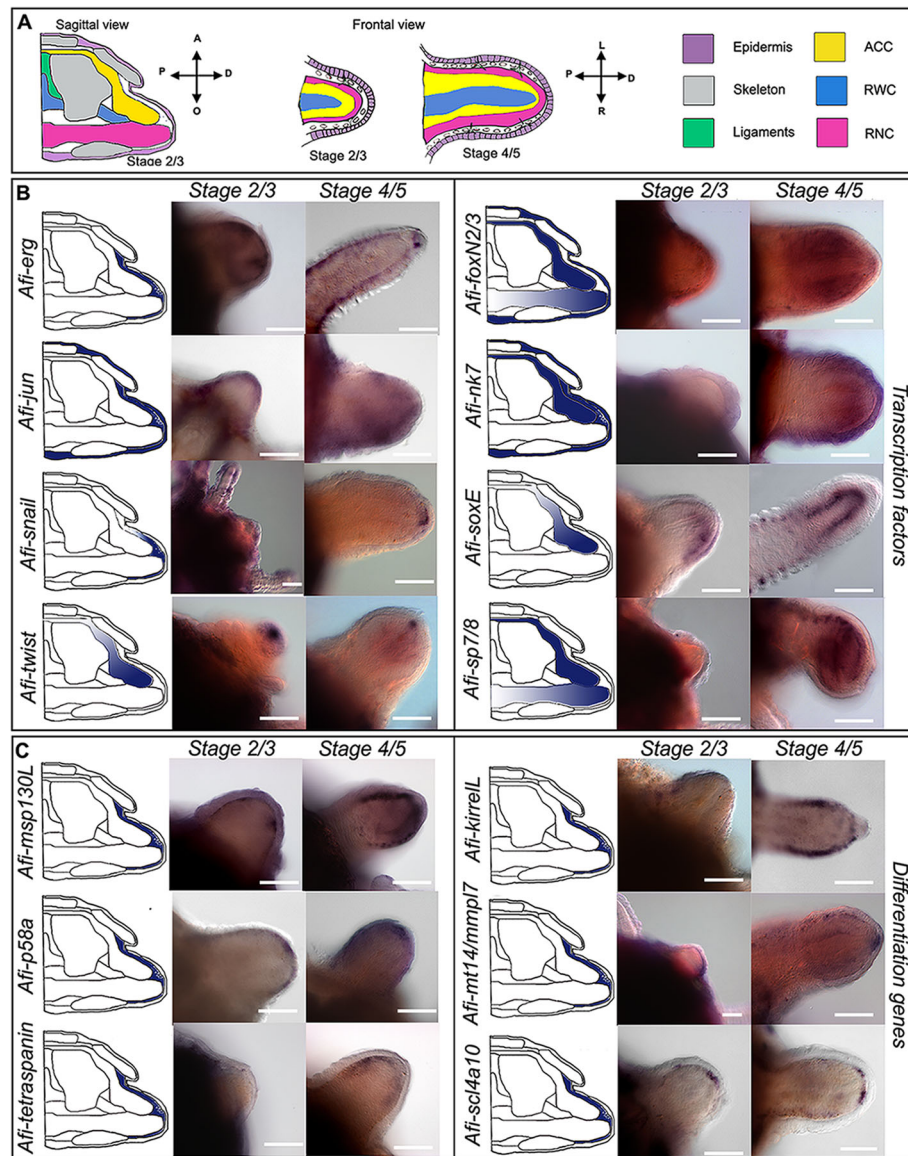 A
Sagittal view
Frontal view
A
P D
O
Stage 2/3
Stage 2/3
Stage 4/5
L
P D
R
Epidermis
ACC
Skeleton
RWC
Ligaments
RNC
B
Stage 2/3
Stage 4/5
Afi-erg
Afi-jun
Afi-snail
Afi-twist
Stage 2/3
Stage 4/5
Afi-foxN2/3
Afi-nk7
Afi-soxE
Afi-sp7/8
Transcription factors
C
Stage 2/3
Stage 4/5
Afi-msp130L
Afi-p58a
Afi-tetraspanin
Stage 2/3
Stage 4/5
Afi-kirrelL
Afi-mt14/mmpl7
Afi-scl4a10
Differentiation genes